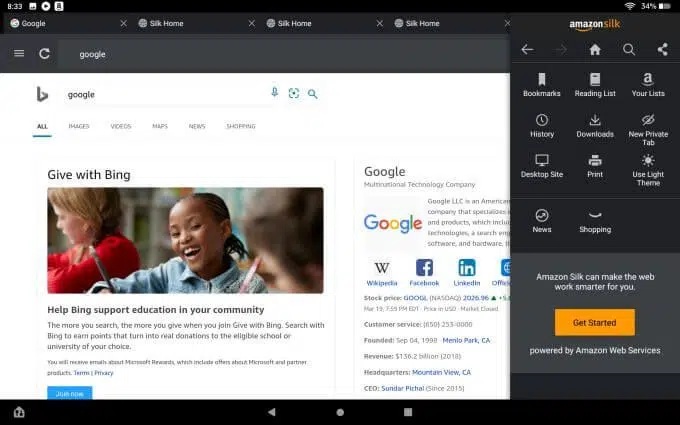 8:33
34%
Google
Silk Home
Silk Home
Silk Home
google
google
ALL
IMAGES
VIDEOS
MAPS
NEWS
SHOPPING
Give with Bing
Help Bing support education in your community
The more you search, the more you give when you join Give with Bing. Search with
Bing to earn points that turn into real donations to the eligible school or
university of your choice.
You will receive emails about Microsoft Rewards, which include offers about Microsoft and partner
products. Terms | Privacy
Join now
Google
Multinational Technology Company
Google LLC is an American
company that specializes
and products, which includ
technologies, a search eng
software, and hardware. It
Google
W
Wikipedia
Facebook
LinkedIn
Offici
Stock price: GOOGL (NASDAQ) 2026.96 ▲ +5.
Mar 19, 7:59 PM EDT · Price in USD · Market Closed
Customer service: (650) 253-0000
Founded: Sep 04, 1998 · Menlo Park, CA
Revenue: $136.2 billion (2018)
Headquarters: Mountain View, CA
CEO: Sundar Pichai (Since 2015)
amazonsilk
Bookmarks
Reading List
Your Lists
History
Downloads
New Private
Tab
Desktop Site
Print
Use Light
Theme
News
Shopping
Amazon Silk can make the web
work smarter for you.
Get Started
powered by Amazon Web Services